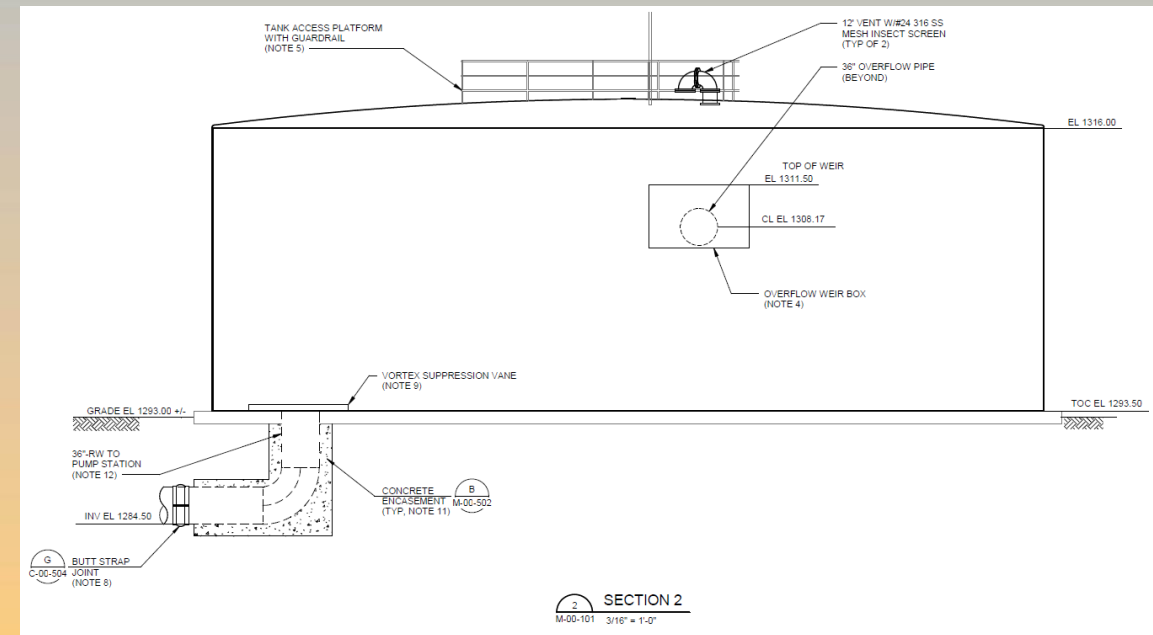 TANK ACCESS PLATFORM
WITH GUARDRAIL
(NOTE 5)
12' VENT W/#24 316 SS
MESH INSECT SCREEN
(TYP OF 2)
36" OVERFLOW PIPE
(BEYOND)
EL 1316.00
TOP OF WEIR
EL 1311.50
CL EL 1308.17
OVERFLOW WEIR BOX
(NOTE 4)
VORTEX SUPPRESSION VANE
(NOTE 9)
GRADE EL 1293.00 +/-
TOC EL 1293.50
36"-RW TO
PUMP STATION
(NOTE 12)
CONCRETE
ENCASEMENT
(TYP, NOTE 11)
B
M-00-502
INV EL 1284.50
G
C-00-504
BUTT STRAP
JOINT
(NOTE 8)
2
M-00-101
SECTION 2
3/16" = 1'-0"